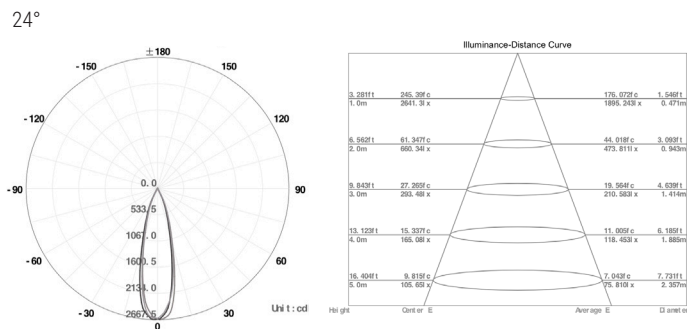 24°
±180
-150
150
-120
120
-90
90
-60
60
-30
30
0
0.0
533.5
1067.0
1600.5
2134.0
2667.5
Unit:cd
Illuminance-Distance Curve
3.281ft 245.39fc 176.072fc 1.546ft
1.0m 2641.3lx 1895.243lx 0.471m
6.562ft 61.347fc 44.018fc 3.093ft
2.0m 660.34lx 473.811lx 0.943m
9.843ft 27.265fc 19.564fc 4.639ft
3.0m 293.48lx 210.583lx 1.414m
13.123ft 15.337fc 11.005fc 6.185ft
4.0m 165.08lx 118.453lx 1.885m
16.404ft 9.815fc 7.043fc 7.731ft
5.0m 105.65lx 75.810lx 2.357m
Height Center E Average E Diameter